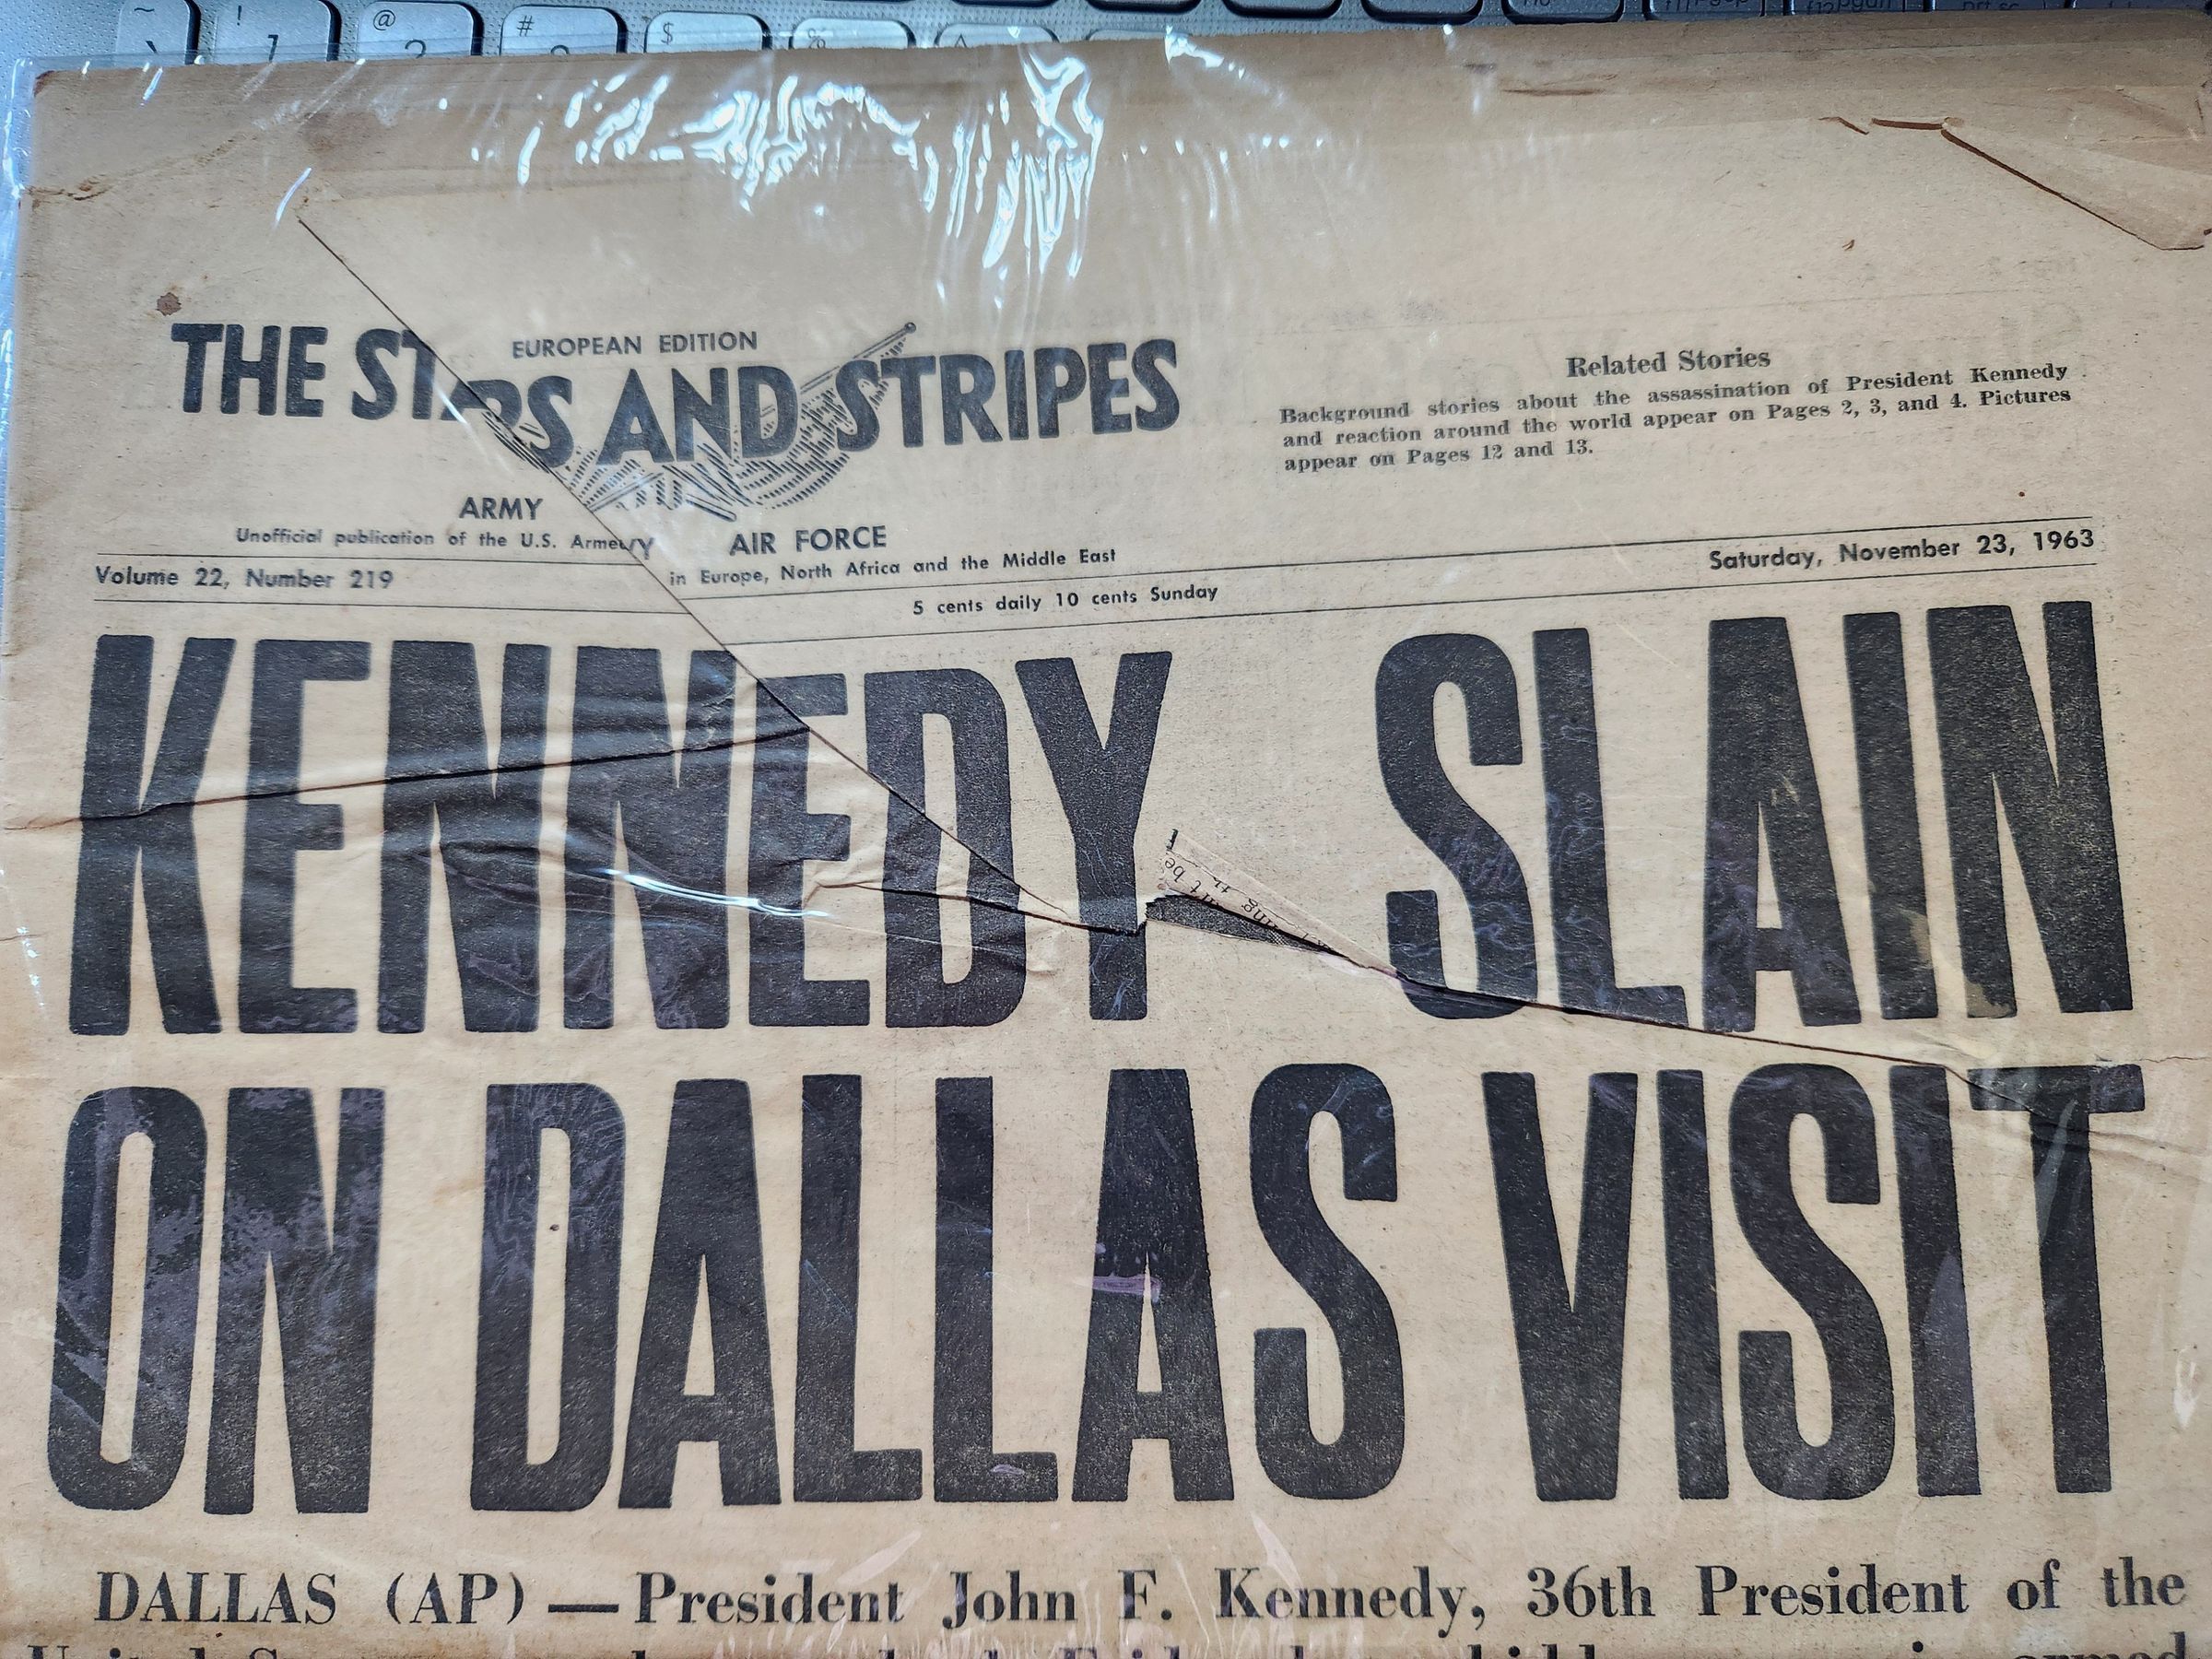 ~ ! @ # $ % ^
` 1 2 3
EUROPEAN EDITION
THE STARS AND STRIPES
Related Stories
Background stories about the assassination of President Kennedy
and reaction around the world appear on Pages 2, 3, and 4. Pictures
appear on Pages 12 and 13.
ARMY AIR FORCE
Unofficial publication of the U.S. in Europe, North Africa and the Middle East
Volume 22, Number 219
5 cents daily 10 cents Sunday
Saturday, November 23, 1963
KENNEDY SLAIN
ON DALLAS VISIT
DALLAS (AP) — President John F. Kennedy, 36th President of the